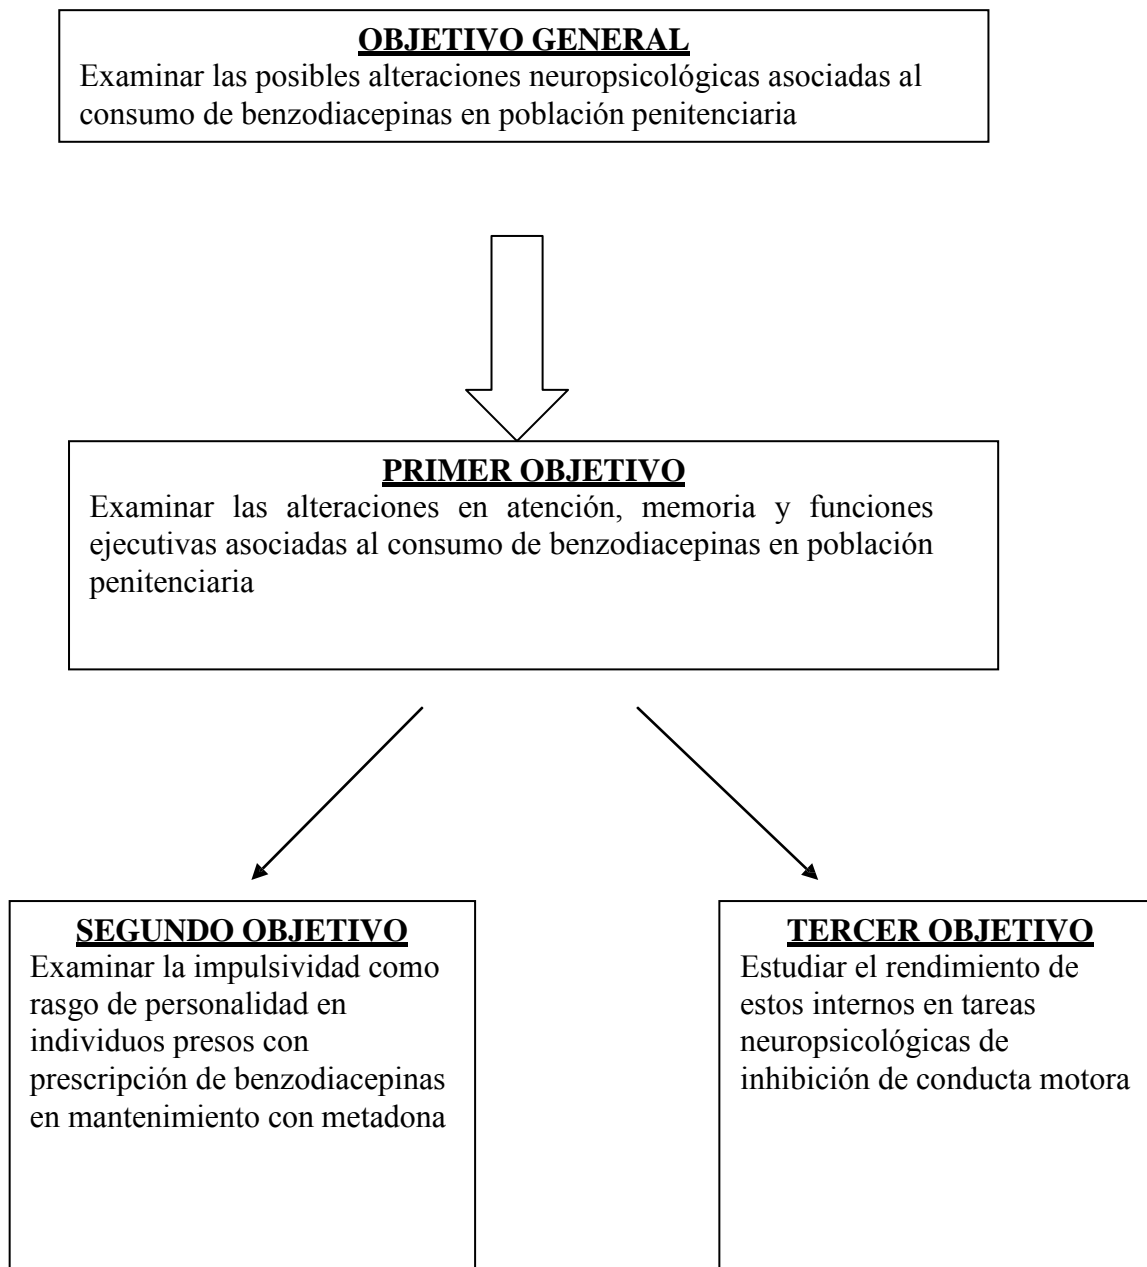 OBJETIVO GENERAL
Examinar las posibles alteraciones neuropsicológicas asociadas al
consumo de benzodiacepinas en población penitenciaria
PRIMER OBJETIVO
Examinar las alteraciones en atención, memoria y funciones
ejecutivas asociadas al consumo de benzodiacepinas en población
penitenciaria
SEGUNDO OBJETIVO
Examinar la impulsividad como
rasgo de personalidad en
individuos presos con
prescripción de benzodiacepinas
en mantenimiento con metadona
TERCER OBJETIVO
Estudiar el rendimiento de
estos internos en tareas
neuropsicológicas de
inhibición de conducta motora